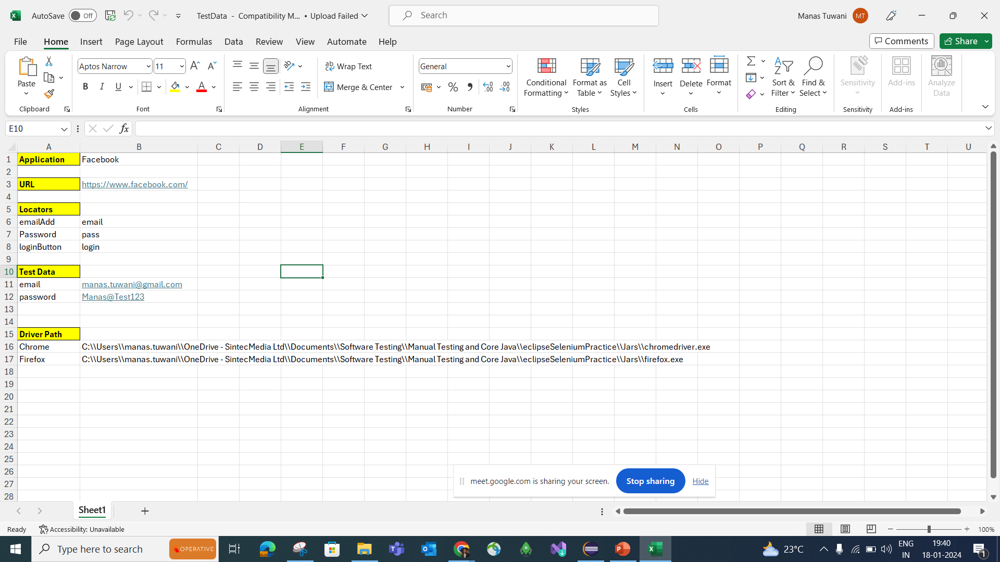 AutoSave Off TestData - Compatibility M... • Upload Failed Search Manas Tuwani MT
File Home Insert Page Layout Formulas Data Review View Automate Help Comments Share
Paste Aptos Narrow 11 Wrap Text General Conditional Formatting Format as Table Cell Styles Insert Delete Format Sort & Filter Find & Select Sensitivity Add-ins Analyze Data
B I U A Merge & Center % 
Clipboard Font Alignment Number Styles Cells Editing Sensitivity Add-ins
E10 fx
A B C D E F G H I J K L M N O P Q R S T U
1 Application Facebook
2
3 URL https://www.facebook.com/
4
5 Locators
6 emailAdd email
7 Password pass
8 loginButton login
9
10 Test Data
11 email manas.tuwani@gmail.com
12 password Manas@Test123
13
14
15 Driver Path
16 Chrome C:\\Users\\manas.tuwani\\OneDrive - SintecMedia Ltd\\Documents\\Software Testing\\Manual Testing and Core Java\\eclipseSeleniumPractice\\Jars\\chromedriver.exe
17 Firefox C:\\Users\\manas.tuwani\\OneDrive - SintecMedia Ltd\\Documents\\Software Testing\\Manual Testing and Core Java\\eclipseSeleniumPractice\\Jars\\firefox.exe
18
19
20
21
22
23
24
25
26
27 meet.google.com is sharing your screen. Stop sharing Hide
28
Sheet1
Ready Accessibility: Unavailable 100%
Type here to search OPERATIVE 23°C ENG IN 19:40 18-01-2024 1